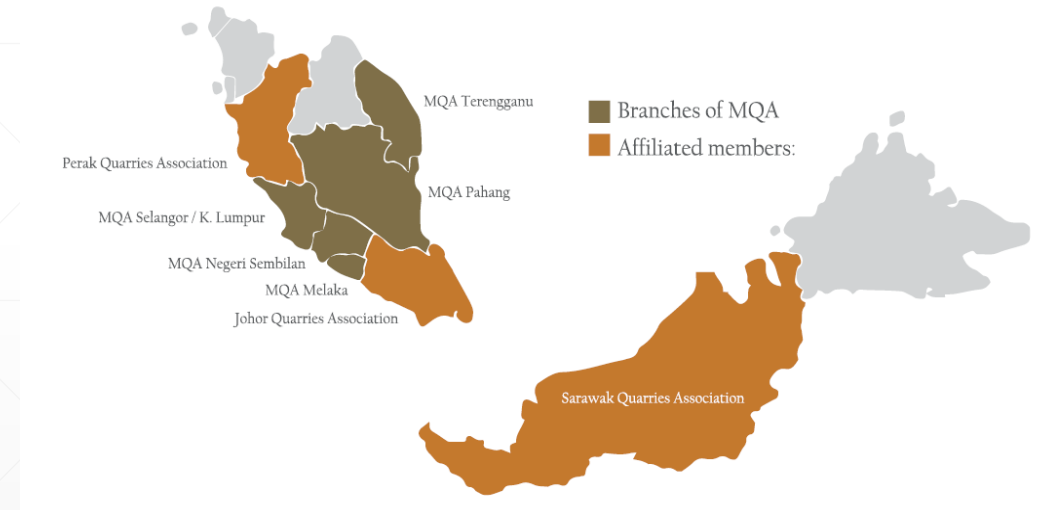 MQA Terengganu
Branches of MQA
Affiliated members:
Perak Quarries Association
MQA Pahang
MQA Selangor / K. Lumpur
MQA Negeri Sembilan
MQA Melaka
Johor Quarries Association
Sarawak Quarries Association